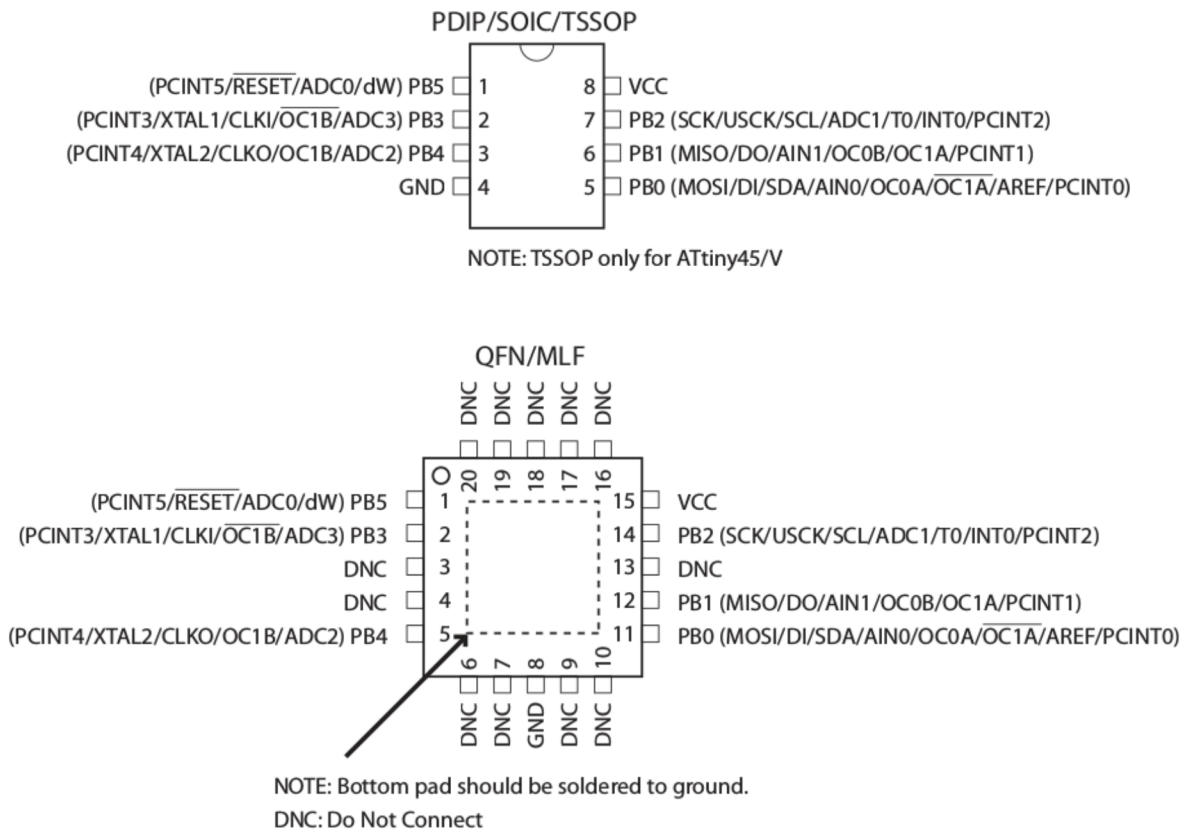 PDIP/SOIC/TSSOP
(PCINT5/RESET/ADC0/dW) PB5 1 8 VCC
(PCINT3/XTAL1/CLKI/OC1B/ADC3) PB3 2 7 PB2 (SCK/USCK/SCL/ADC1/T0/INT0/PCINT2)
(PCINT4/XTAL2/CLKO/OC1B/ADC2) PB4 3 6 PB1 (MISO/DO/AIN1/OC0B/OC1A/PCINT1)
GND 4 5 PB0 (MOSI/DI/SDA/AIN0/OC0A/OC1A/AREF/PCINT0)
NOTE: TSSOP only for ATtiny45/V
QFN/MLF
DNC DNC DNC DNC DNC
20 19 18 17 16
(PCINT5/RESET/ADC0/dW) PB5 1 15 VCC
(PCINT3/XTAL1/CLKI/OC1B/ADC3) PB3 2 14 PB2 (SCK/USCK/SCL/ADC1/T0/INT0/PCINT2)
DNC 3 13 DNC
DNC 4 12 PB1 (MISO/DO/AIN1/OC0B/OC1A/PCINT1)
(PCINT4/XTAL2/CLKO/OC1B/ADC2) PB4 5 11 PB0 (MOSI/DI/SDA/AIN0/OC0A/OC1A/AREF/PCINT0)
6 7 8 9 10
DNC DNC GND DNC DNC
NOTE: Bottom pad should be soldered to ground.
DNC: Do Not Connect